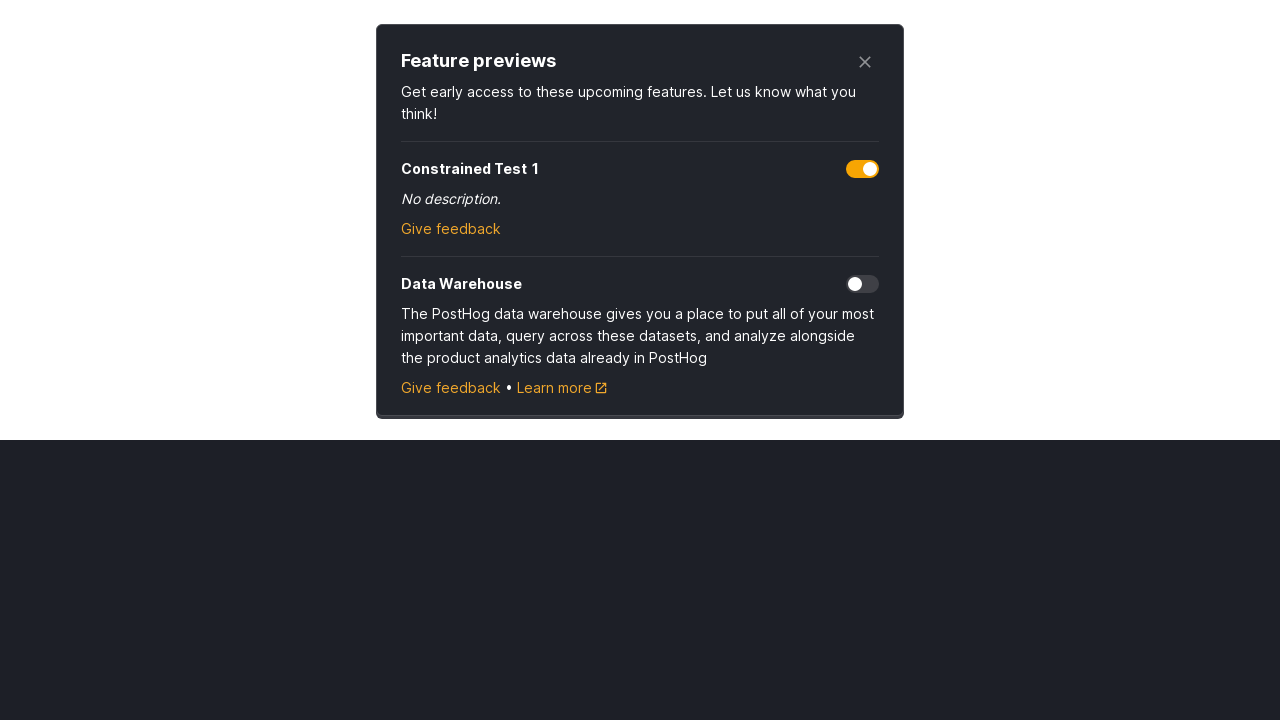 Feature previews
Get early access to these upcoming features. Let us know what you
think!
Constrained Test 1
No description.
Give feedback
Data Warehouse
The PostHog data warehouse gives you a place to put all of your most
important data, query across these datasets, and analyze alongside
the product analytics data already in PostHog
Give feedback • Learn more